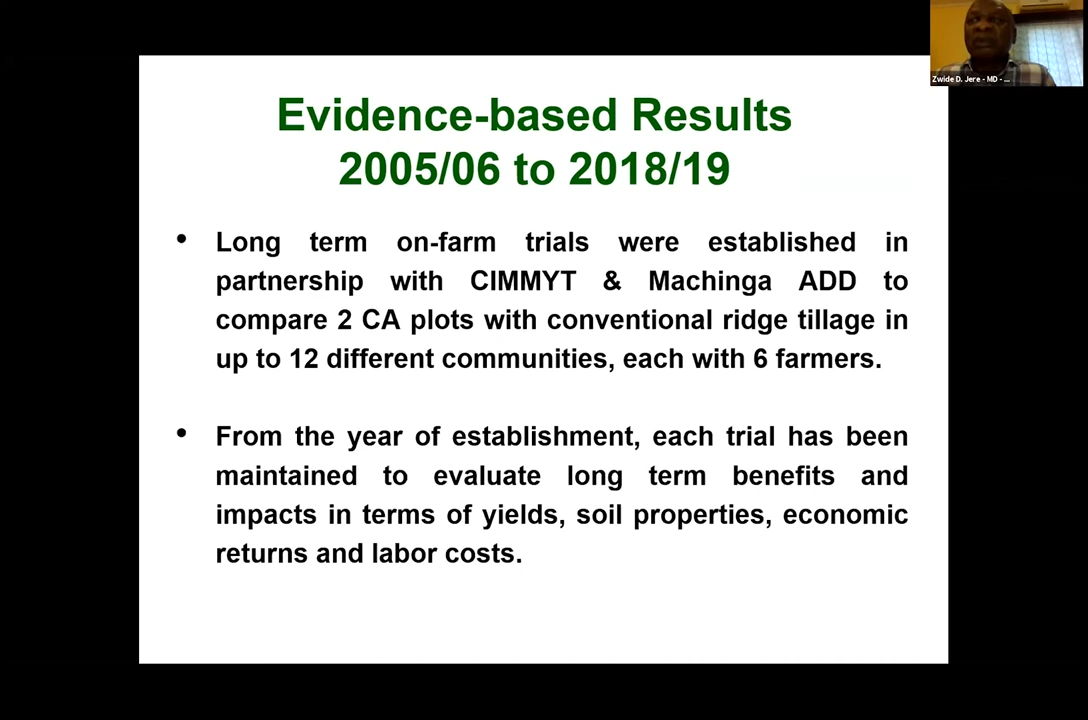 Zwide D. Jere - MD - ...
Evidence-based Results
2005/06 to 2018/19
• Long term on-farm trials were established in
partnership with CIMMYT & Machinga ADD to
compare 2 CA plots with conventional ridge tillage in
up to 12 different communities, each with 6 farmers.
• From the year of establishment, each trial has been
maintained to evaluate long term benefits and
impacts in terms of yields, soil properties, economic
returns and labor costs.